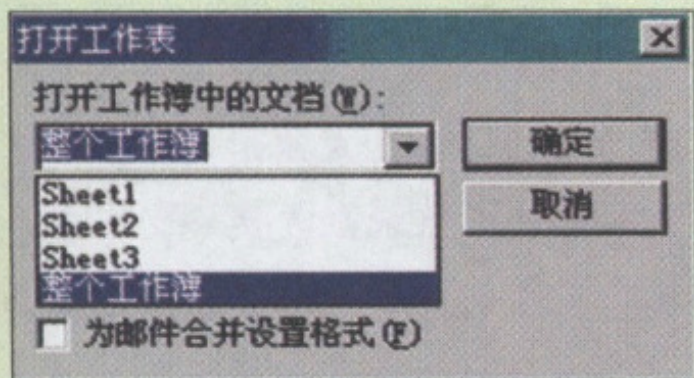 打开工作表
打开工作簿中的文档(W):
整个工作簿
确定
Sheet1
取消
Sheet2
Sheet3
整个工作簿
为邮件合并设置格式(F)